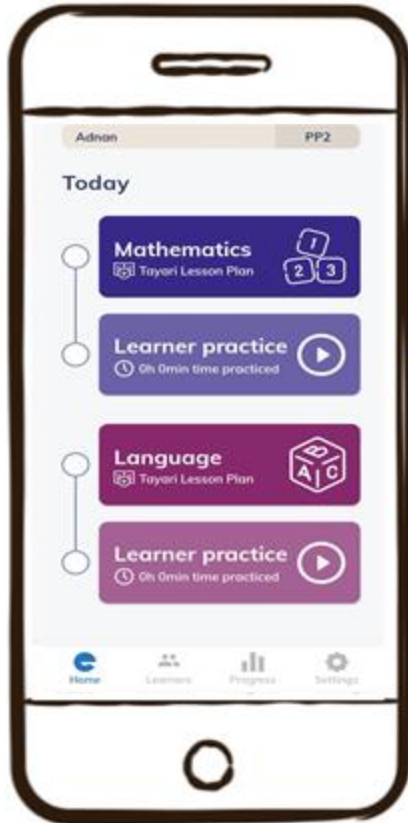 Adnan PP2
Today
Mathematics
Tayari Lesson Plan
1
2 3
Learner practice
0h 0min time practiced
Language
Tayari Lesson Plan
B
A C
Learner practice
0h 0min time practiced
Home Learners Progress Settings